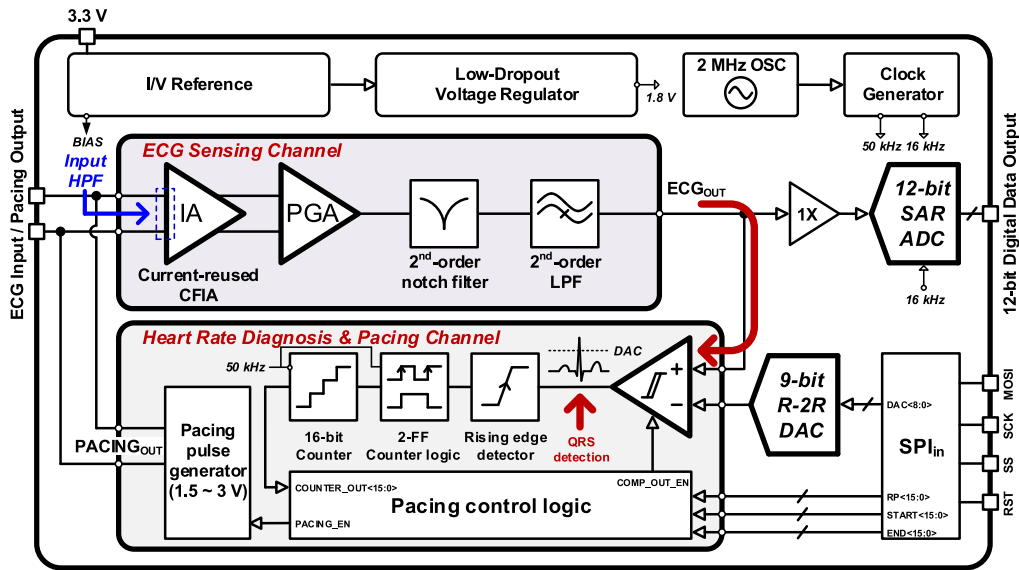 3.3 V
I/V Reference
Low-Dropout
Voltage Regulator
1.8 V
2 MHz OSC
Clock
Generator
50 kHz
16 kHz
BIAS
Input
HPF
ECG Sensing Channel
IA
PGA
Current-reused
CFIA
2nd-order
notch filter
2nd-order
LPF
ECGOUT
1X
12-bit
SAR
ADC
16 kHz
ECG Input / Pacing Output
12-bit Digital Data Output
Heart Rate Diagnosis & Pacing Channel
50 kHz
DAC
+
−
16-bit
Counter
2-FF
Counter logic
Rising edge
detector
QRS
detection
9-bit
R-2R
DAC
DAC<8:0>
SPIin
RP<15:0>
START<15:0>
END<15:0>
MOSI
SCK
SS
RST
PACINGOUT
Pacing
pulse
generator
(1.5 ~ 3 V)
COUNTER_OUT<15:0>
COMP_OUT_EN
Pacing control logic
PACING_EN